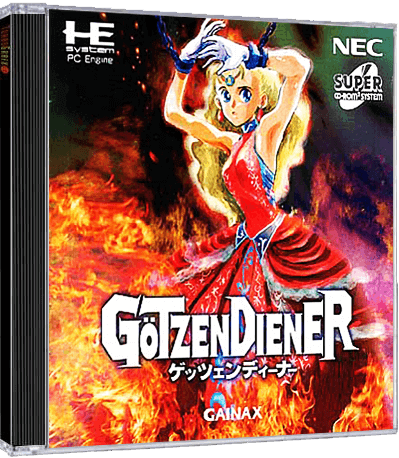 HE
system
PC Engine
NEC
SUPER
CD-ROM² SYSTEM
GÖTZENDIENER
ゲッツェンディーナー
GAINAX